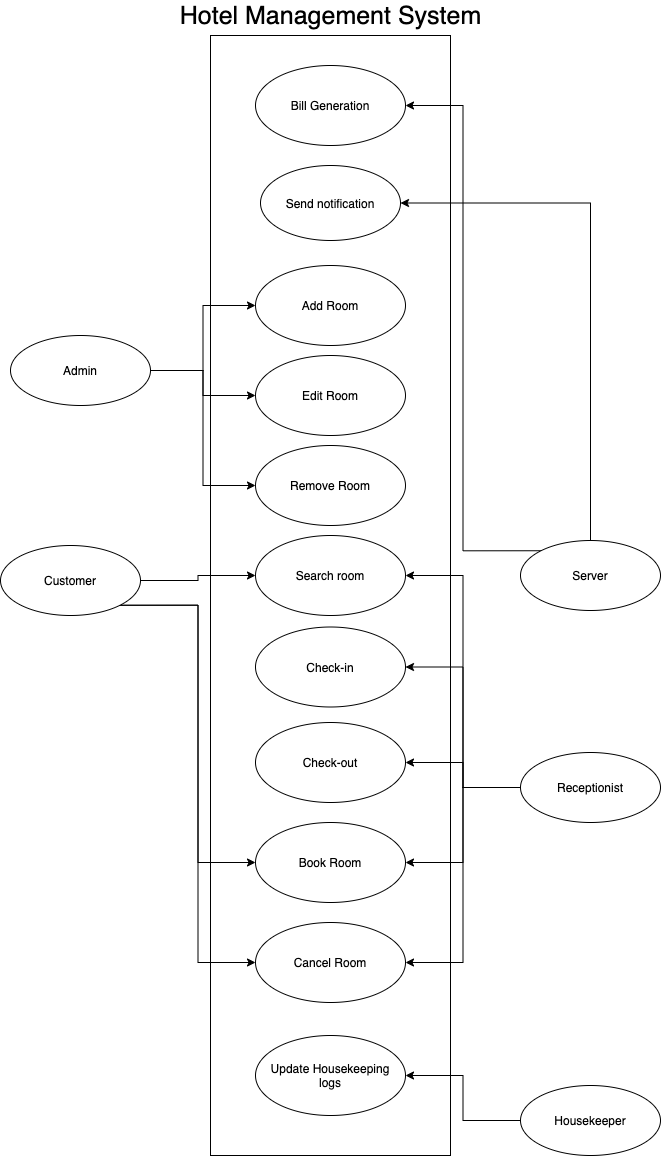 Hotel Management System
Bill Generation
Send notification
Add Room
Admin
Edit Room
Remove Room
Customer
Search room
Server
Check-in
Check-out
Receptionist
Book Room
Cancel Room
Update Housekeeping
logs
Housekeeper